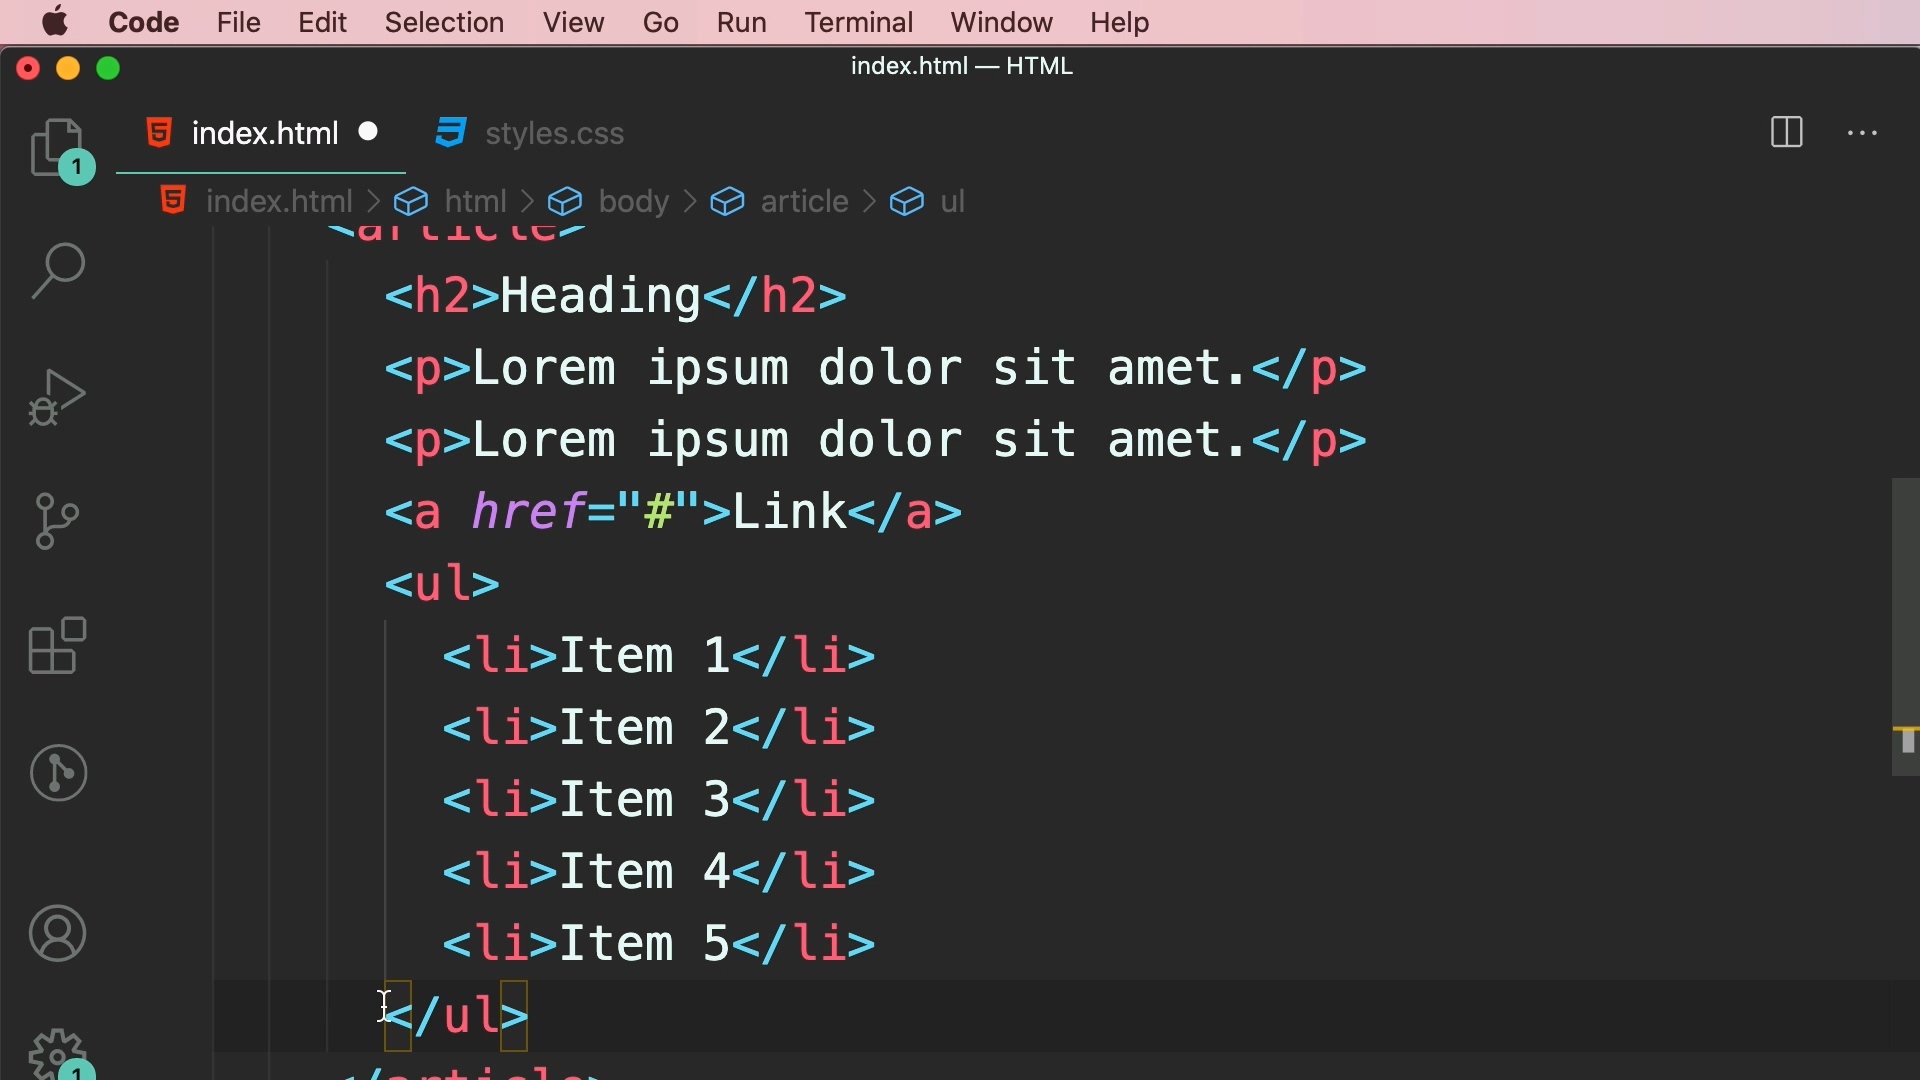 Code File Edit Selection View Go Run Terminal Window Help
index.html — HTML
index.html styles.css
1
index.html > html > body > article > ul
<article>
<h2>Heading</h2>
<p>Lorem ipsum dolor sit amet.</p>
<p>Lorem ipsum dolor sit amet.</p>
<a href="#">Link</a>
<ul>
<li>Item 1</li>
<li>Item 2</li>
<li>Item 3</li>
<li>Item 4</li>
<li>Item 5</li>
</ul>
</article>
1